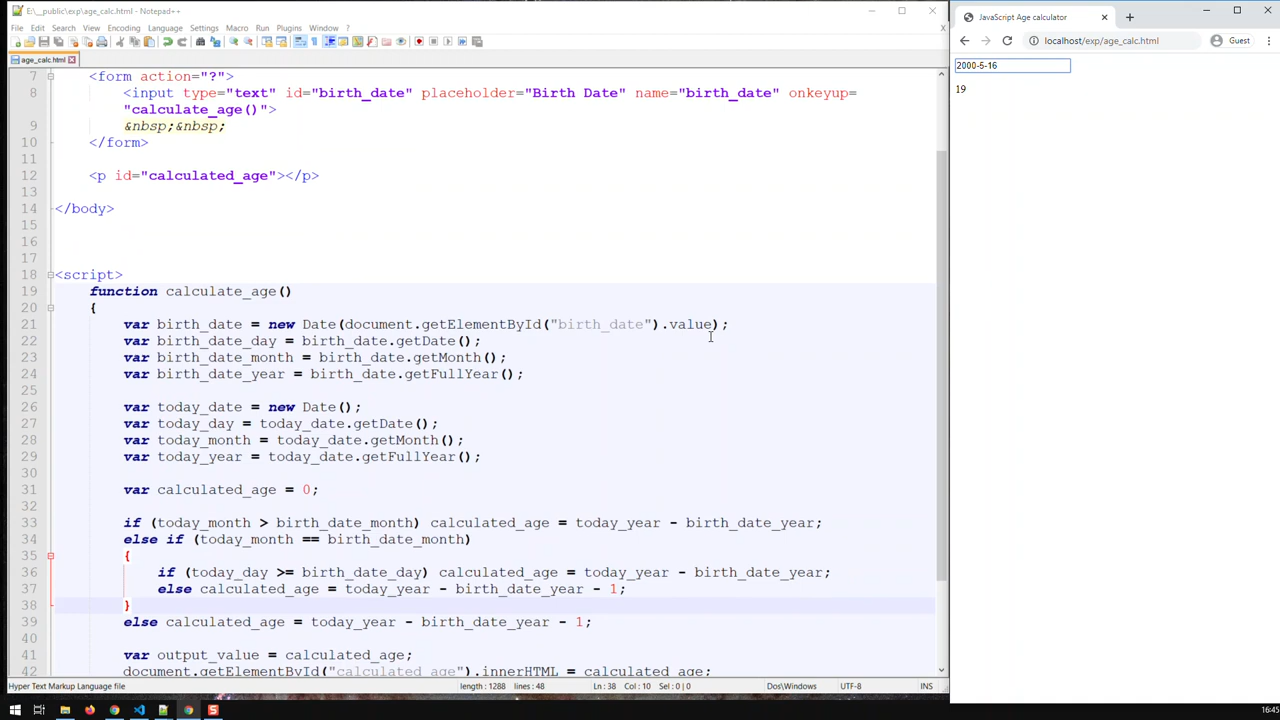 E:\__public\exp\age_calc.html - Notepad++
File Edit Search View Encoding Language Settings Macro Run Plugins Window ? X
age_calc.html
7 <form action="?">
8 <input type="text" id="birth_date" placeholder="Birth Date" name="birth_date" onkeyup=
"calculate_age()">
9 &nbsp;&nbsp;
10 </form>
11
12 <p id="calculated_age"></p>
13
14 </body>
15
16
17
18 <script>
19 function calculate_age()
20 {
21 var birth_date = new Date(document.getElementById("birth_date").value);
22 var birth_date_day = birth_date.getDate();
23 var birth_date_month = birth_date.getMonth();
24 var birth_date_year = birth_date.getFullYear();
25
26 var today_date = new Date();
27 var today_day = today_date.getDate();
28 var today_month = today_date.getMonth();
29 var today_year = today_date.getFullYear();
30
31 var calculated_age = 0;
32
33 if (today_month > birth_date_month) calculated_age = today_year - birth_date_year;
34 else if (today_month == birth_date_month)
35 {
36 if (today_day >= birth_date_day) calculated_age = today_year - birth_date_year;
37 else calculated_age = today_year - birth_date_year - 1;
38 }
39 else calculated_age = today_year - birth_date_year - 1;
40
41 var output_value = calculated_age;
42 document.getElementById("calculated_age").innerHTML = calculated_age;
Hyper Text Markup Language file length : 1288 lines : 48 Ln : 38 Col : 10 Sel : 0 | 0 Dos\Windows UTF-8 INS
JavaScript Age calculator
localhost/exp/age_calc.html Guest
2000-5-16
19
16:45